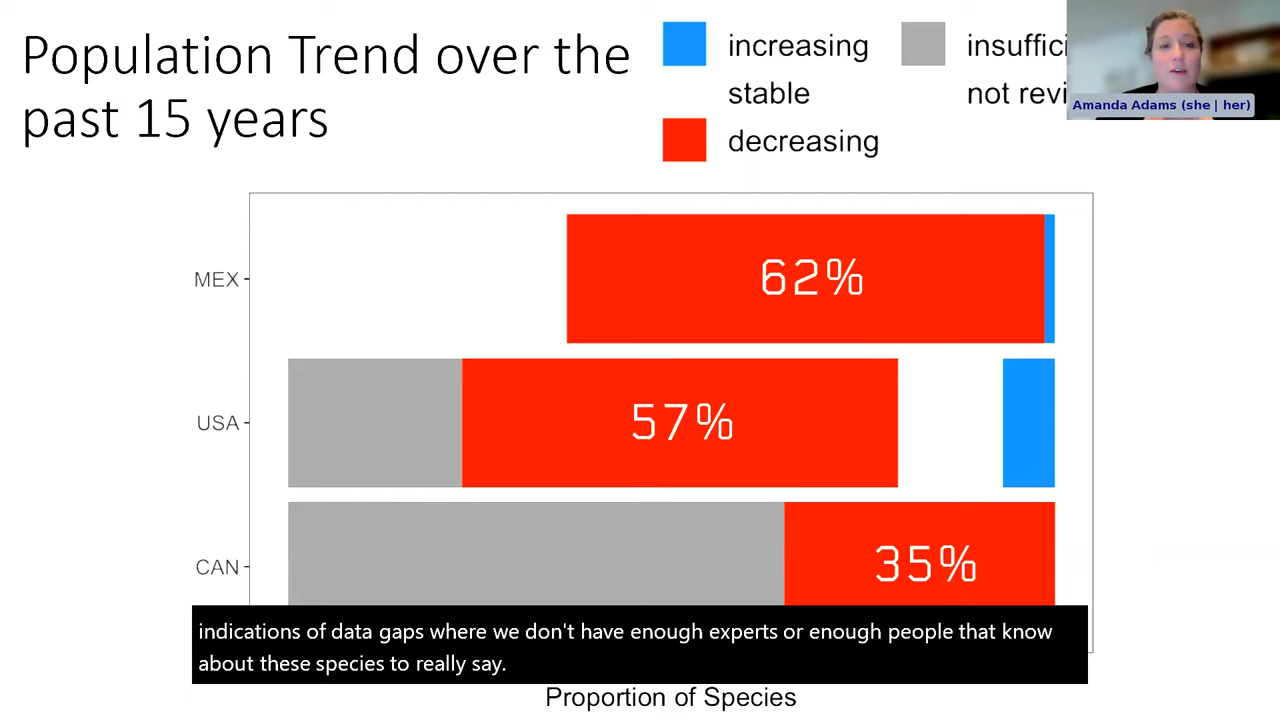 Population Trend over the
past 15 years
increasing
stable
decreasing
not
Amanda Adams (she | her)
MEX
62%
USA
57%
CAN
35%
indications of data gaps where we don't have enough experts or enough people that know
about these species to really say.
Proportion of Species